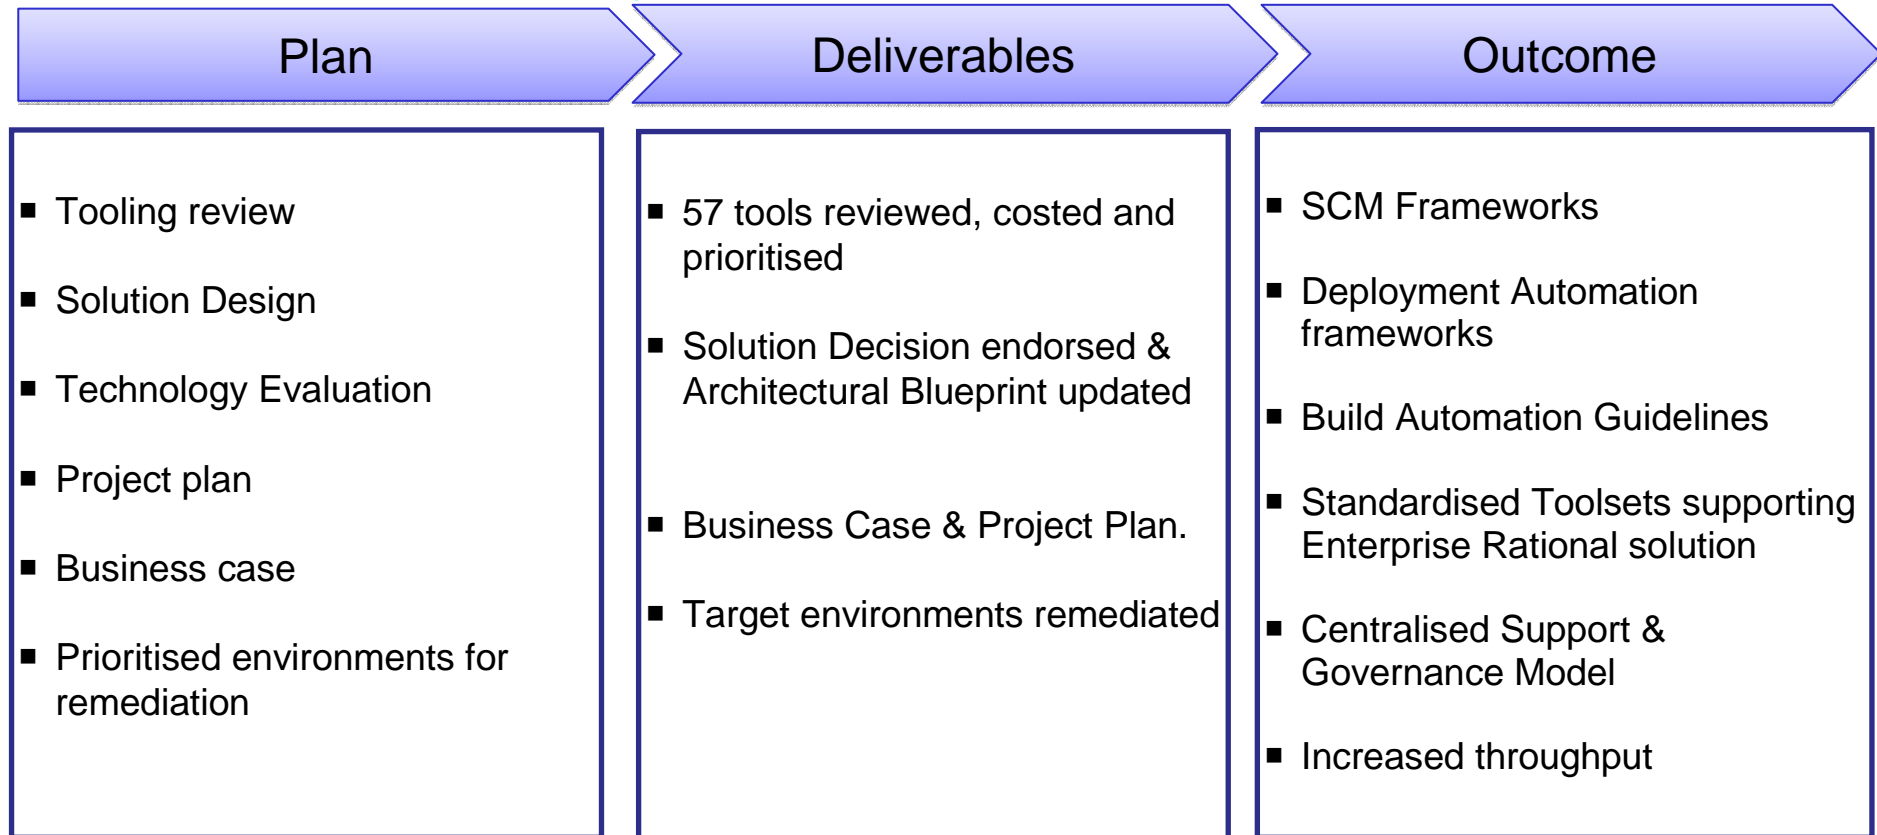 Plan
Deliverables
Outcome
▪ Tooling review
▪ Solution Design
▪ Technology Evaluation
▪ Project plan
▪ Business case
▪ Prioritised environments for
remediation
▪ 57 tools reviewed, costed and
prioritised
▪ Solution Decision endorsed &
Architectural Blueprint updated
▪ Business Case & Project Plan.
▪ Target environments remediated
▪ SCM Frameworks
▪ Deployment Automation
frameworks
▪ Build Automation Guidelines
▪ Standardised Toolsets supporting
Enterprise Rational solution
▪ Centralised Support &
Governance Model
▪ Increased throughput